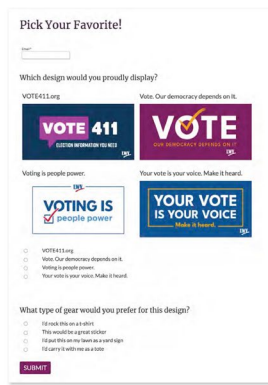 Pick Your Favorite!
Email*
Which design would you proudly display?
VOTE411.org
Vote. Our democracy depends on it.
VOTE 411
ELECTION INFORMATION YOU NEED
LWV
VOTE
OUR DEMOCRACY DEPENDS ON IT
LWV
Voting is people power.
Your vote is your voice. Make it heard.
LWV
VOTING IS
people power
YOUR VOTE
IS YOUR VOICE
Make it heard.
LWV
VOTE411.org
Vote. Our democracy depends on it.
Voting is people power.
Your vote is your voice. Make it heard.
What type of gear would you prefer for this design?
I'd rock this on a t-shirt
This would be a great sticker
I'd put this on my lawn as a yard sign
I'd carry it with me as a tote
SUBMIT